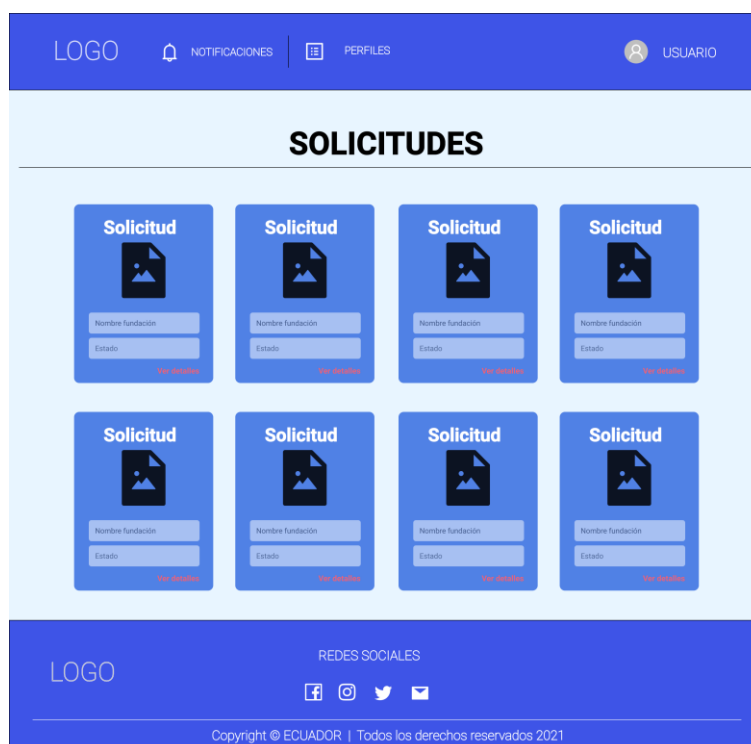 LOGO NOTIFICACIONES PERFILES USUARIO
SOLICITUDES
Solicitud Solicitud Solicitud Solicitud
Nombre fundación Nombre fundación Nombre fundación Nombre fundación
Estado Estado Estado Estado
Ver detalles Ver detalles Ver detalles Ver detalles
Solicitud Solicitud Solicitud Solicitud
Nombre fundación Nombre fundación Nombre fundación Nombre fundación
Estado Estado Estado Estado
Ver detalles Ver detalles Ver detalles Ver detalles
LOGO
REDES SOCIALES
Copyright © ECUADOR | Todos los derechos reservados 2021